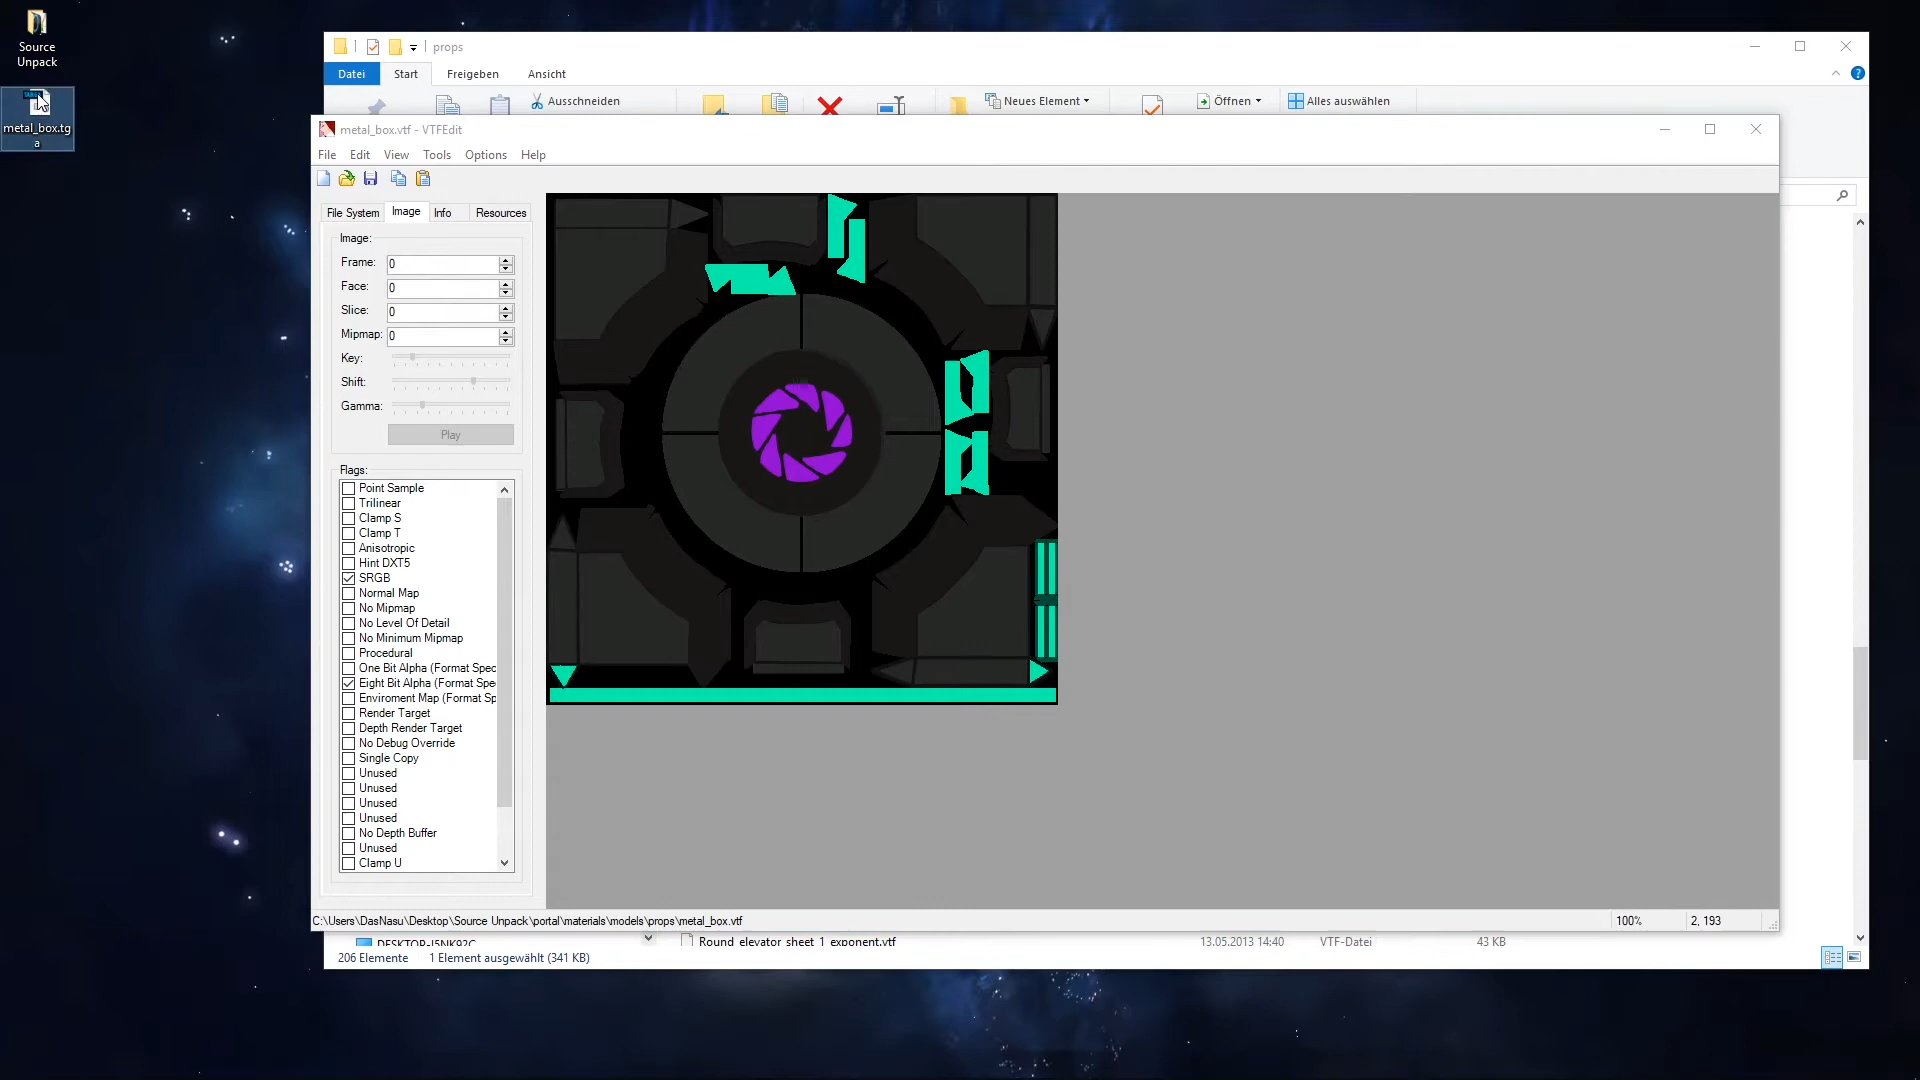 Source
Unpack
metal_box.tg
a
props
Datei
Start
Freigeben
Ansicht
Ausschneiden
Neues Element
Öffnen
Alles auswählen
metal_box.vtf - VTFEdit
File
Edit
View
Tools
Options
Help
File System
Image
Info
Resources
Image:
Frame:
0
Face:
0
Slice:
0
Mipmap:
0
Key:
Shift:
Gamma:
Play
Flags:
Point Sample
Trilinear
Clamp S
Clamp T
Anisotropic
Hint DXT5
SRGB
Normal Map
No Mipmap
No Level Of Detail
No Minimum Mipmap
Procedural
One Bit Alpha (Format Spec
Eight Bit Alpha (Format Spe
Enviroment Map (Format Sp
Render Target
Depth Render Target
No Debug Override
Single Copy
Unused
Unused
Unused
Unused
No Depth Buffer
Unused
Clamp U
C:\Users\DasNasu\Desktop\Source Unpack\portal\materials\models\props\metal_box.vtf
100%
2, 193
DESKTOP-J5NK92C
Round_elevator_sheet_1_exponent.vtf
13.05.2013 14:40
VTF-Datei
43 KB
206 Elemente
1 Element ausgewählt (341 KB)